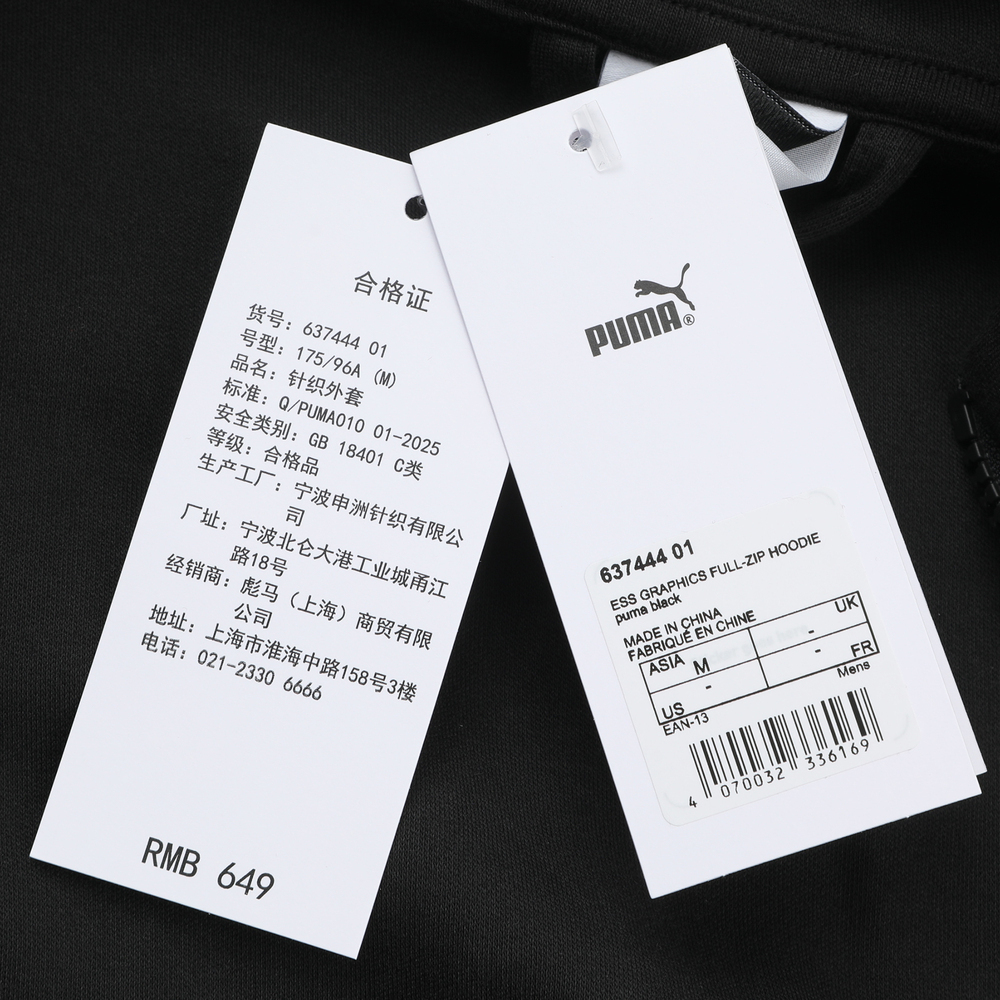 合格证
货号: 637444 01
号型: 175/96A (M)
品名: 针织外套
标准: Q/PUMA010 01-2025
安全类别: GB 18401 C类
等级: 合格品
生产工厂: 宁波申洲针织有限公
司
厂址: 宁波北仑大港工业城甬江
路18号
经销商: 彪马（上海）商贸有限
公司
地址: 上海市淮海中路158号3楼
电话: 021-2330 6666
RMB 649
PUMA®
637444 01
ESS GRAPHICS FULL-ZIP HOODIE
puma black
MADE IN CHINA
FABRIQUÉ EN CHINE
ASIA M - UK
US - - FR
EAN-13 Mens
4 070032 336169